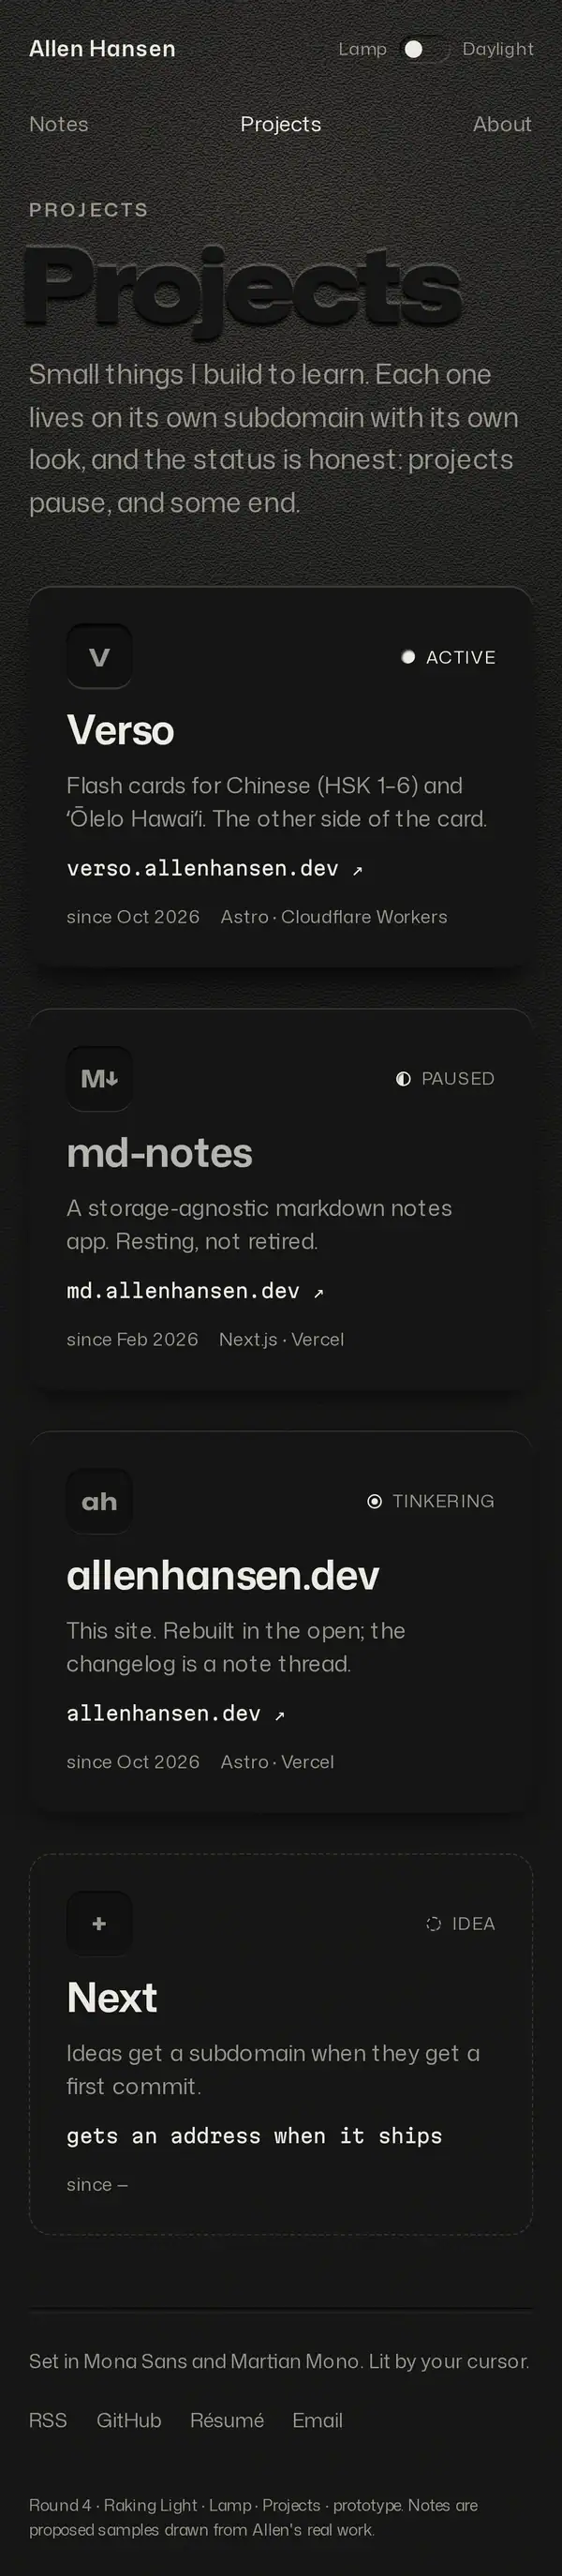 Allen Hansen
Lamp Daylight
Notes Projects About
PROJECTS
Projects
Small things I build to learn. Each one
lives on its own subdomain with its own
look, and the status is honest: projects
pause, and some end.
V ACTIVE
Verso
Flash cards for Chinese (HSK 1–6) and
ʻŌlelo Hawaiʻi. The other side of the card.
verso.allenhansen.dev ↗
since Oct 2026 Astro · Cloudflare Workers
M↓ PAUSED
md-notes
A storage-agnostic markdown notes
app. Resting, not retired.
md.allenhansen.dev ↗
since Feb 2026 Next.js · Vercel
ah TINKERING
allenhansen.dev
This site. Rebuilt in the open; the
changelog is a note thread.
allenhansen.dev ↗
since Oct 2026 Astro · Vercel
+ IDEA
Next
Ideas get a subdomain when they get a
first commit.
gets an address when it ships
since —
Set in Mona Sans and Martian Mono. Lit by your cursor.
RSS GitHub Résumé Email
Round 4 · Raking Light · Lamp · Projects · prototype. Notes are
proposed samples drawn from Allen's real work.